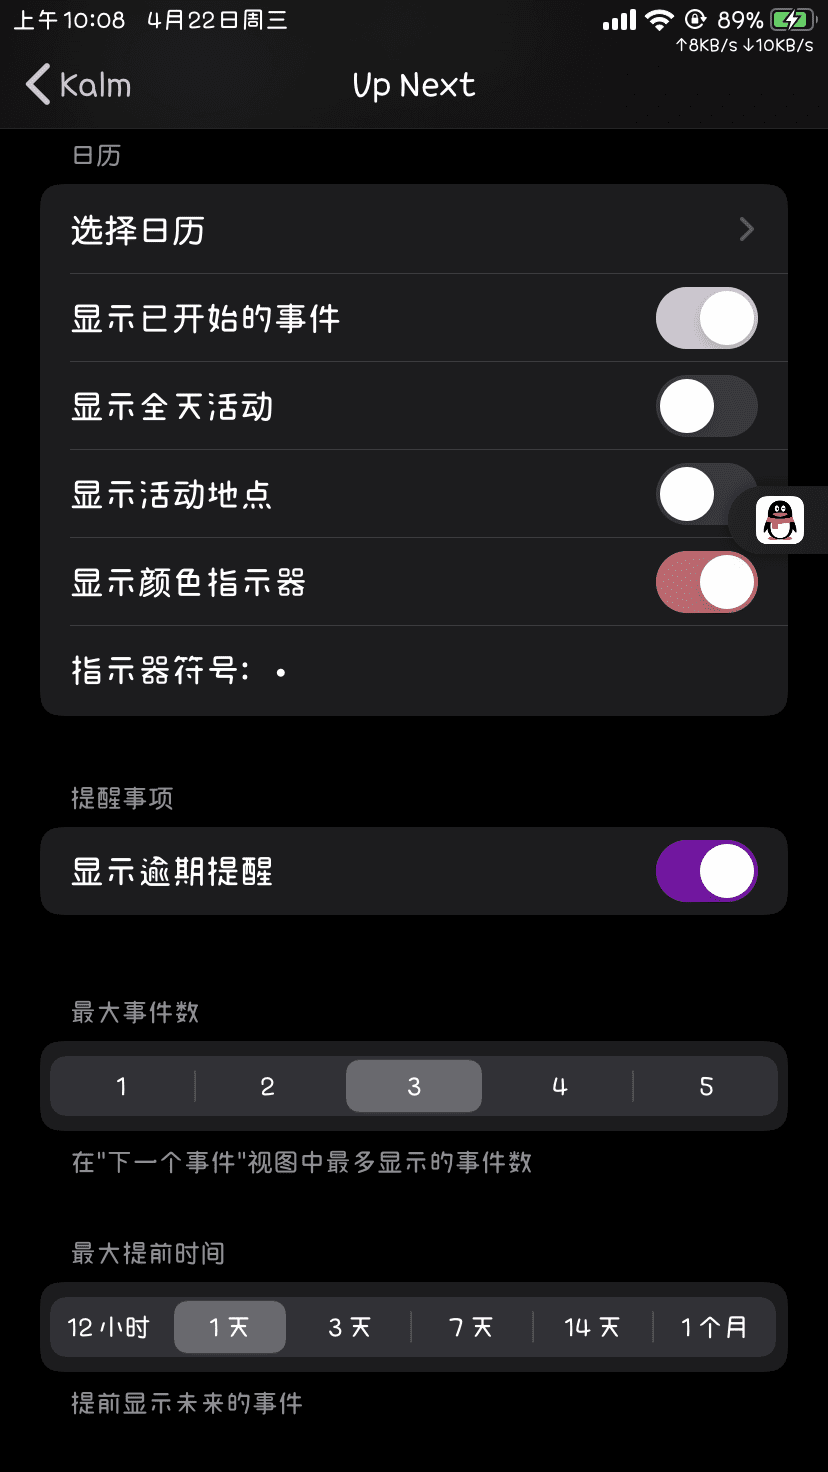 上午10:08 4月22日周三 89%
↑8KB/s ↓10KB/s
Kalm Up Next
日历
选择日历
显示已开始的事件
显示全天活动
显示活动地点
显示颜色指示器
指示器符号: •
提醒事项
显示逾期提醒
最大事件数
1 2 3 4 5
在"下一个事件"视图中最多显示的事件数
最大提前时间
12 小时 1 天 3 天 7 天 14 天 1 个月
提前显示未来的事件